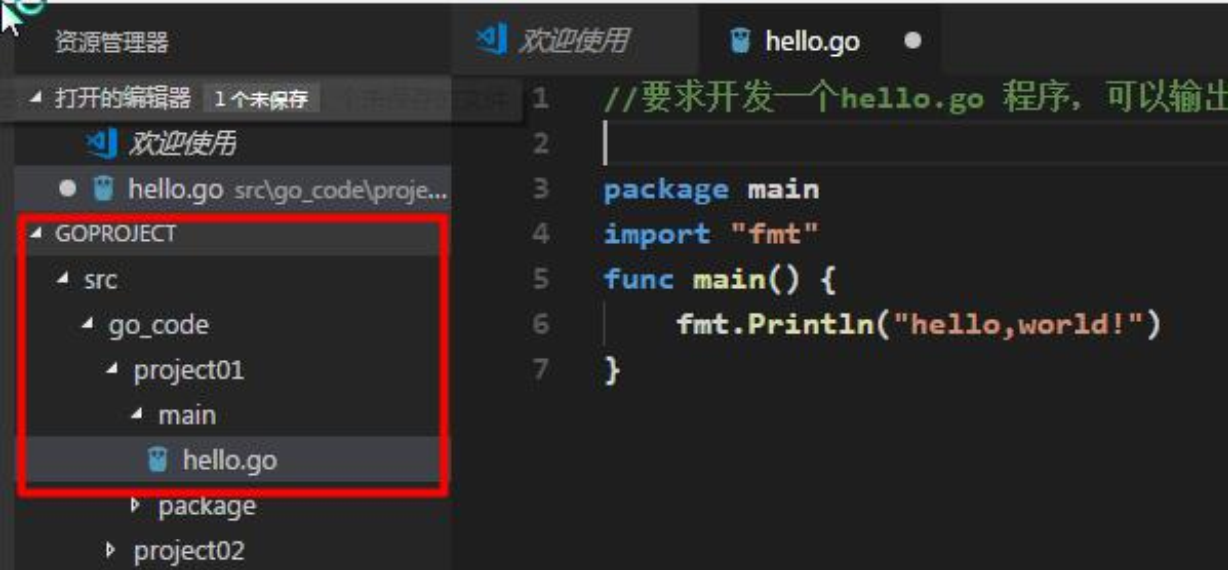 资源管理器
打开的编辑器 1个未保存
欢迎使用
hello.go src\go_code\proje...
GOPROJECT
src
go_code
project01
main
hello.go
package
project02
欢迎使用 hello.go
1 //要求开发一个hello.go 程序，可以输出
2
3 package main
4 import "fmt"
5 func main() {
6 fmt.Println("hello,world!")
7 }